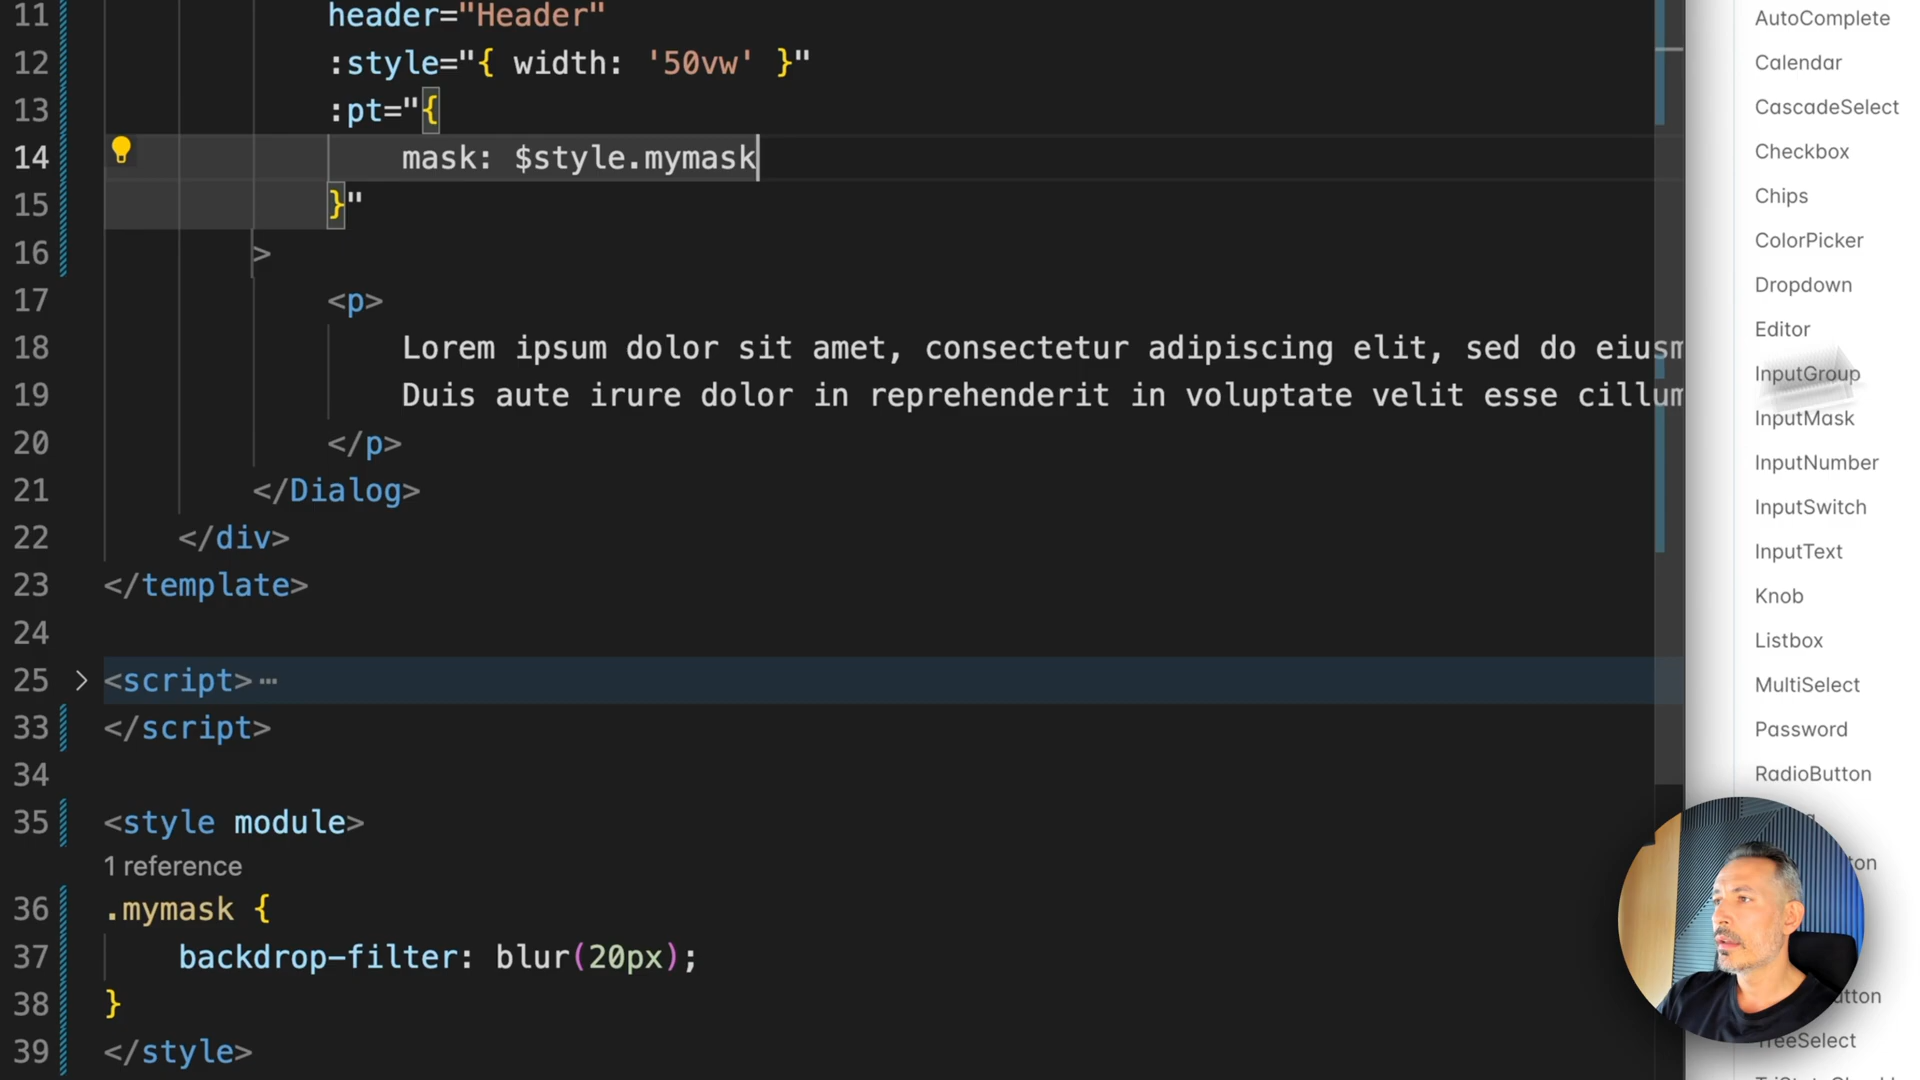 11 header="Header"
12 :style="{ width: '50vw' }"
13 :pt="{
14 mask: $style.mymask
15 }"
16 >
17 <p>
18 Lorem ipsum dolor sit amet, consectetur adipiscing elit, sed do eiusm
19 Duis aute irure dolor in reprehenderit in voluptate velit esse cillum
20 </p>
21 </Dialog>
22 </div>
23 </template>
24
25 <script> ⋯
33 </script>
34
35 <style module>
1 reference
36 .mymask {
37 backdrop-filter: blur(20px);
38 }
39 </style>
AutoComplete
Calendar
CascadeSelect
Checkbox
Chips
ColorPicker
Dropdown
Editor
InputGroup
InputMask
InputNumber
InputSwitch
InputText
Knob
Listbox
MultiSelect
Password
RadioButton
TreeSelect